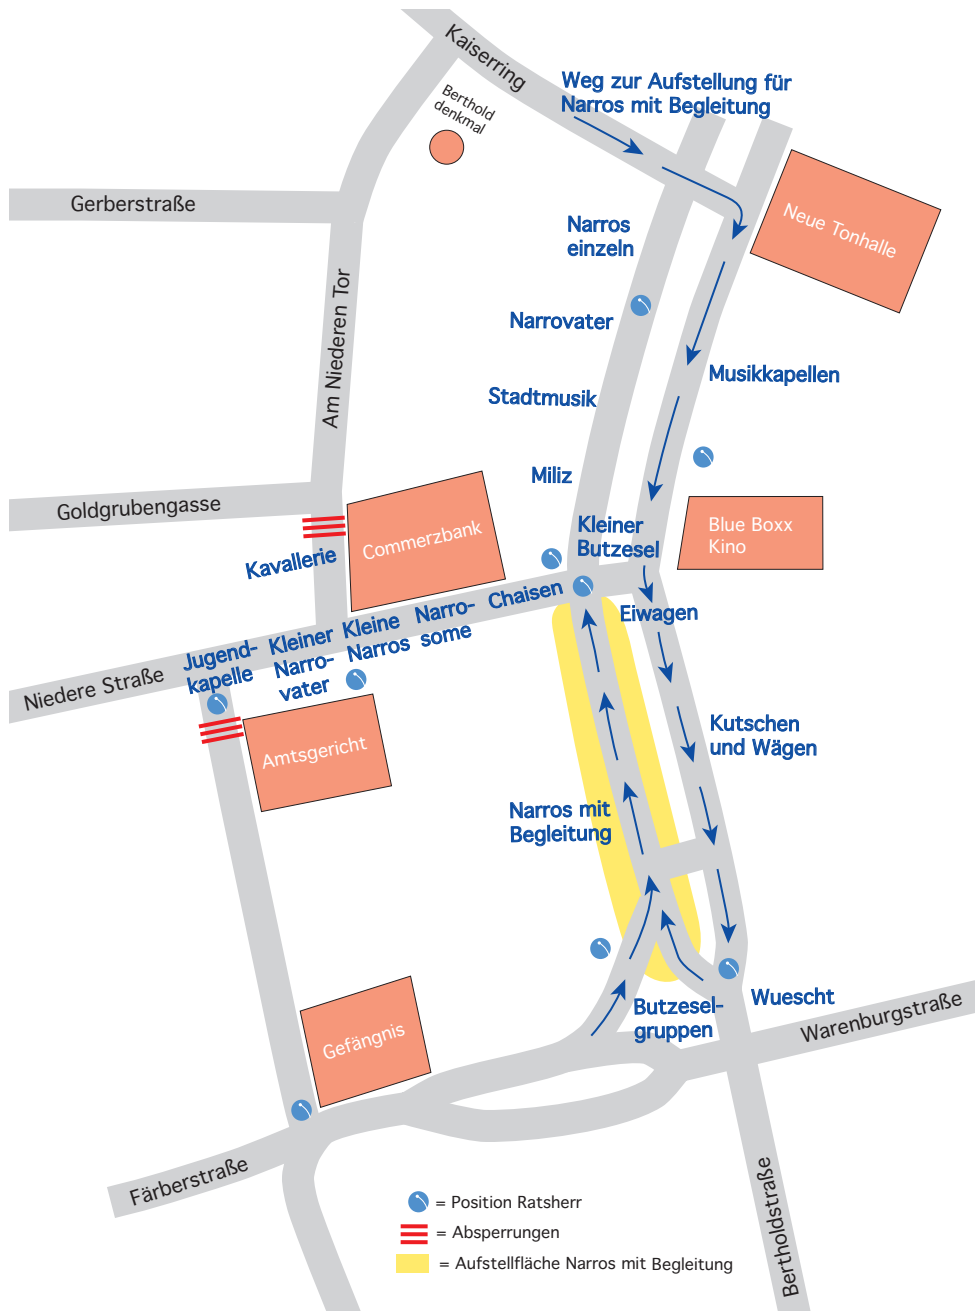 Kaiserring
Weg zur Aufstellung für
Narros mit Begleitung
Berthold
denkmal
Gerberstraße
Neue Tonhalle
Narros
einzeln
Am Niederen Tor
Narrovater
Musikkapellen
Stadtmusik
Miliz
Goldgrubengasse
Commerzbank
Kleiner
Butzesel
Blue Boxx
Kino
Kavallerie
Chaisen
Eiwagen
Jugend-
kapelle
Kleiner
Narro-
vater
Kleine
Narros
Narro-
some
Niedere Straße
Amtsgericht
Kutschen
und Wägen
Narros mit
Begleitung
Wuescht
Butzesel-
gruppen
Warenburgstraße
Gefängnis
Färberstraße
Bertholdstraße
= Position Ratsherr
= Absperrungen
= Aufstellfläche Narros mit Begleitung